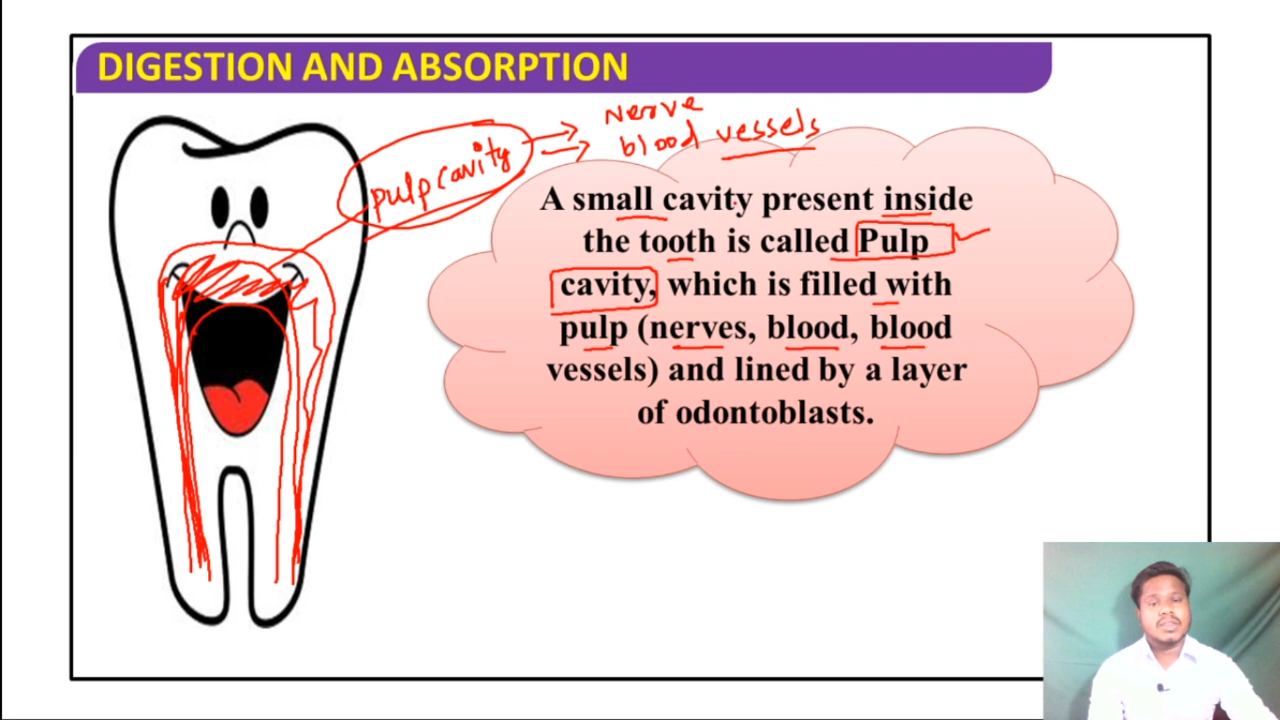 DIGESTION AND ABSORPTION
pulp cavity
Nerve
blood vessels
A small cavity present inside
the tooth is called Pulp
cavity, which is filled with
pulp (nerves, blood, blood
vessels) and lined by a layer
of odontoblasts.